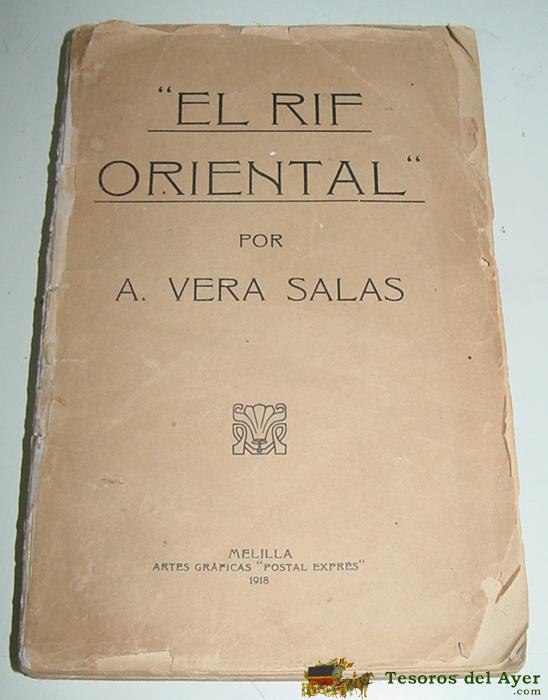 "EL RIF
ORIENTAL"
POR
A. VERA SALAS
MELILLA
ARTES GRÁFICAS "POSTAL EXPRÉS"
1918
Tesoros del Ayer
.com